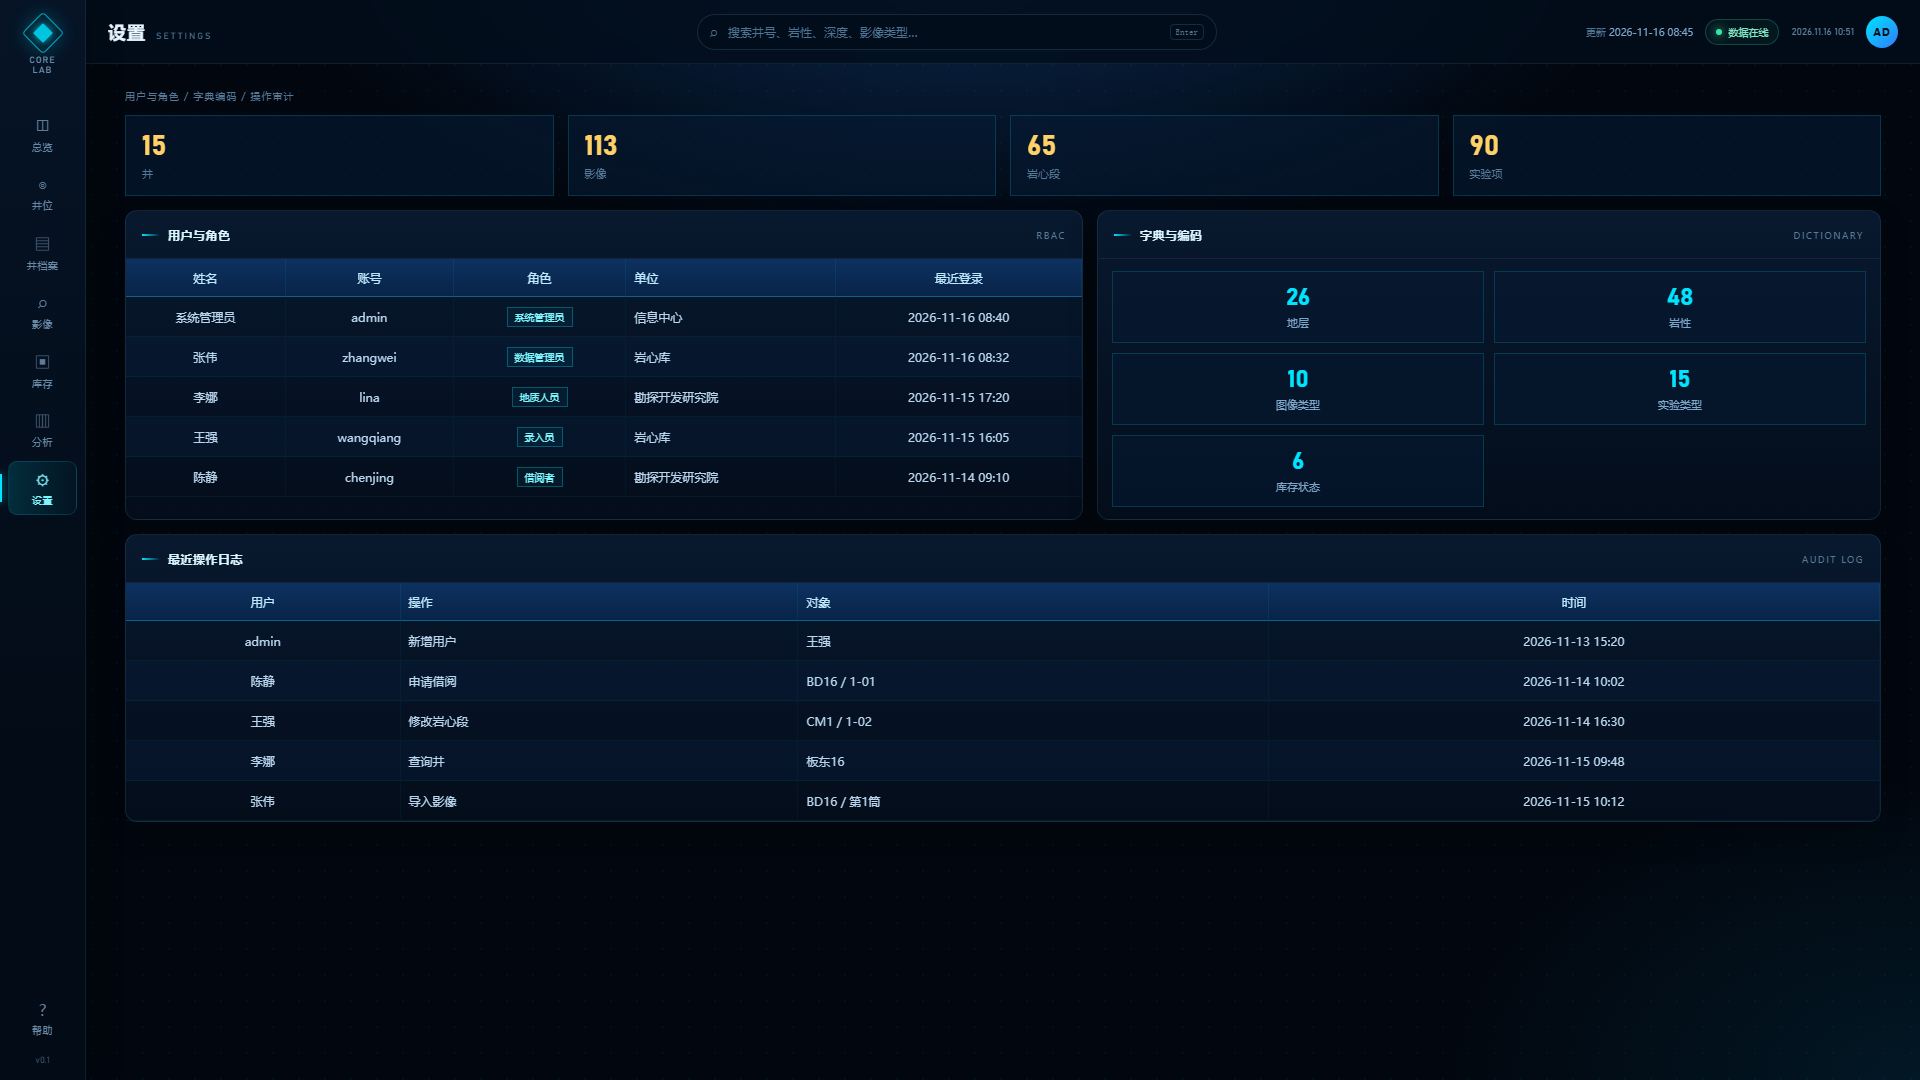 CORE
LAB
设置 SETTINGS
搜索井号、岩性、深度、影像类型... Enter
更新 2026-11-16 08:45 数据在线 2026.11.16 10:51 AD
总览
井位
井档案
影像
库存
分析
设置
? 帮助
v0.1
用户与角色 / 字典编码 / 操作审计
15 井
113 影像
65 岩心段
90 实验项
用户与角色 RBAC
姓名 账号 角色 单位 最近登录
系统管理员 admin 系统管理员 信息中心 2026-11-16 08:40
张伟 zhangwei 数据管理员 岩心库 2026-11-16 08:32
李娜 lina 地质人员 勘探开发研究院 2026-11-15 17:20
王强 wangqiang 录入员 岩心库 2026-11-15 16:05
陈静 chenjing 借阅者 勘探开发研究院 2026-11-14 09:10
字典与编码 DICTIONARY
26 地层
48 岩性
10 图像类型
15 实验类型
6 库存状态
最近操作日志 AUDIT LOG
用户 操作 对象 时间
admin 新增用户 王强 2026-11-13 15:20
陈静 申请借阅 BD16 / 1-01 2026-11-14 10:02
王强 修改岩心段 CM1 / 1-02 2026-11-14 16:30
李娜 查询井 板东16 2026-11-15 09:48
张伟 导入影像 BD16 / 第1筒 2026-11-15 10:12